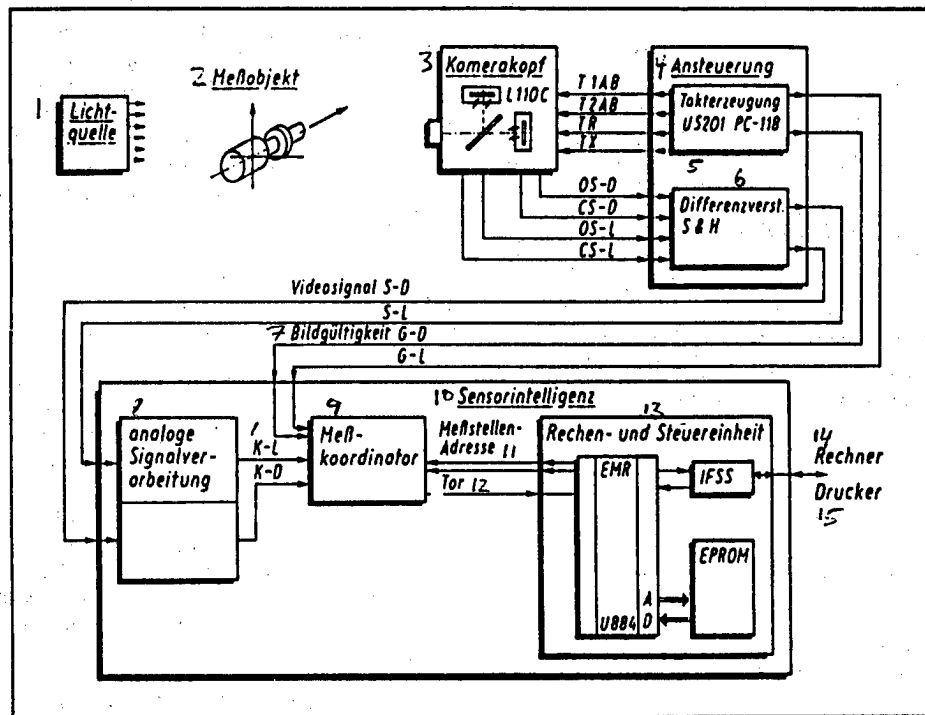 1 Licht-
quelle
2 Meßobjekt
3 Kamerakopf
L110C
T1AB
T2AB
TR
TX
4 Ansteuerung
Takterzeugung
US201 PC-118
5
6
Differenzverst.
S & H
OS-D
CS-D
OS-L
CS-L
Videosignal S-D
S-L
7 Bildgültigkeit G-D
G-L
10 Sensorintelligenz
analoge
Signalver-
arbeitung
K-L
K-D
9
Meß-
koordinator
Meßstellen-
Adresse 11
Tor 12
13
Rechen- und Steuereinheit
EMR
U884
A
D
IFSS
EPROM
14
Rechner
Drucker
15